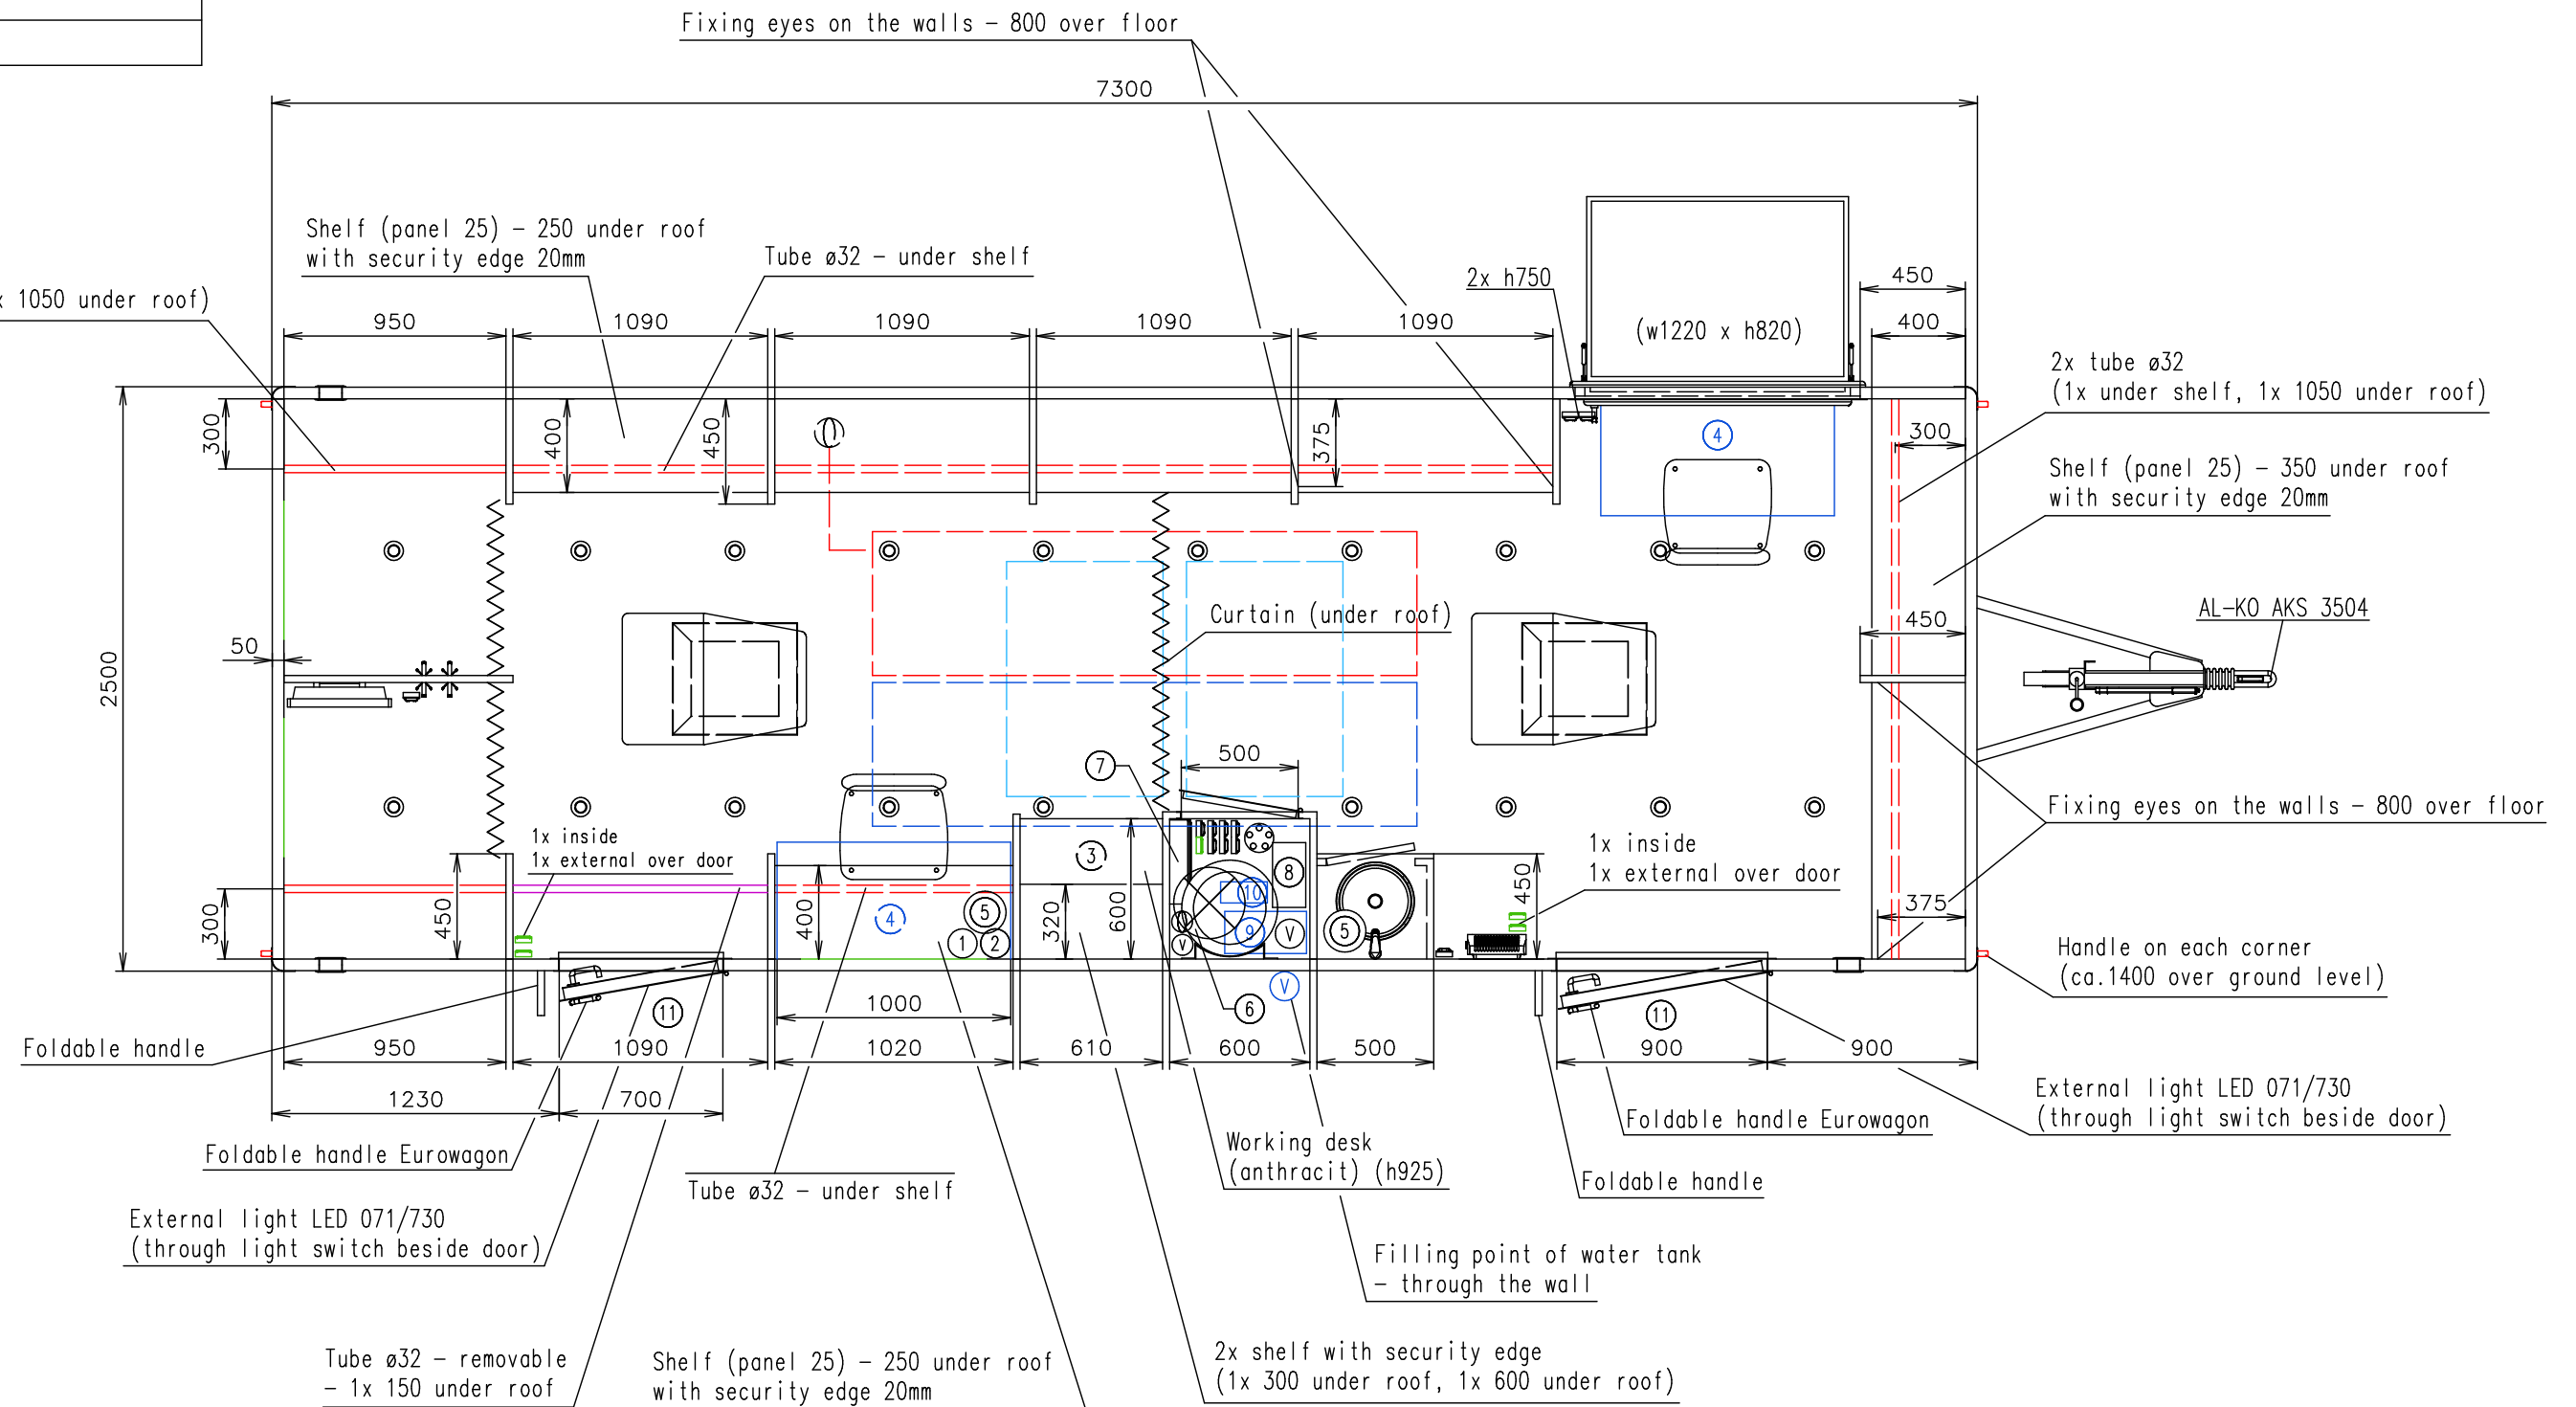 Fixing eyes on the walls – 800 over floor
7300
Shelf (panel 25) – 250 under roof
with security edge 20mm
Tube ø32 – under shelf
2x h750
(w1220 x h820)
450
400
x 1050 under roof)
950
1090
1090
1090
1090
2x tube ø32
(1x under shelf, 1x 1050 under roof)
300
400
450
375
4
300
Shelf (panel 25) – 350 under roof
with security edge 20mm
2500
50
Curtain (under roof)
450
AL-KO AKS 3504
7
500
Fixing eyes on the walls – 800 over floor
1x inside
1x external over door
3
8
1x inside
1x external over door
300
450
400
4
5
1
2
320
600
10
9
V
V
5
450
375
Handle on each corner
(ca.1400 over ground level)
V
6
11
11
1000
Foldable handle
950
1090
1020
610
600
500
900
900
1230
700
External light LED 071/730
(through light switch beside door)
Foldable handle Eurowagon
Foldable handle Eurowagon
Working desk
(anthracit) (h925)
Tube ø32 – under shelf
Foldable handle
External light LED 071/730
(through light switch beside door)
Filling point of water tank
– through the wall
Tube ø32 – removable
– 1x 150 under roof
Shelf (panel 25) – 250 under roof
with security edge 20mm
2x shelf with security edge
(1x 300 under roof, 1x 600 under roof)